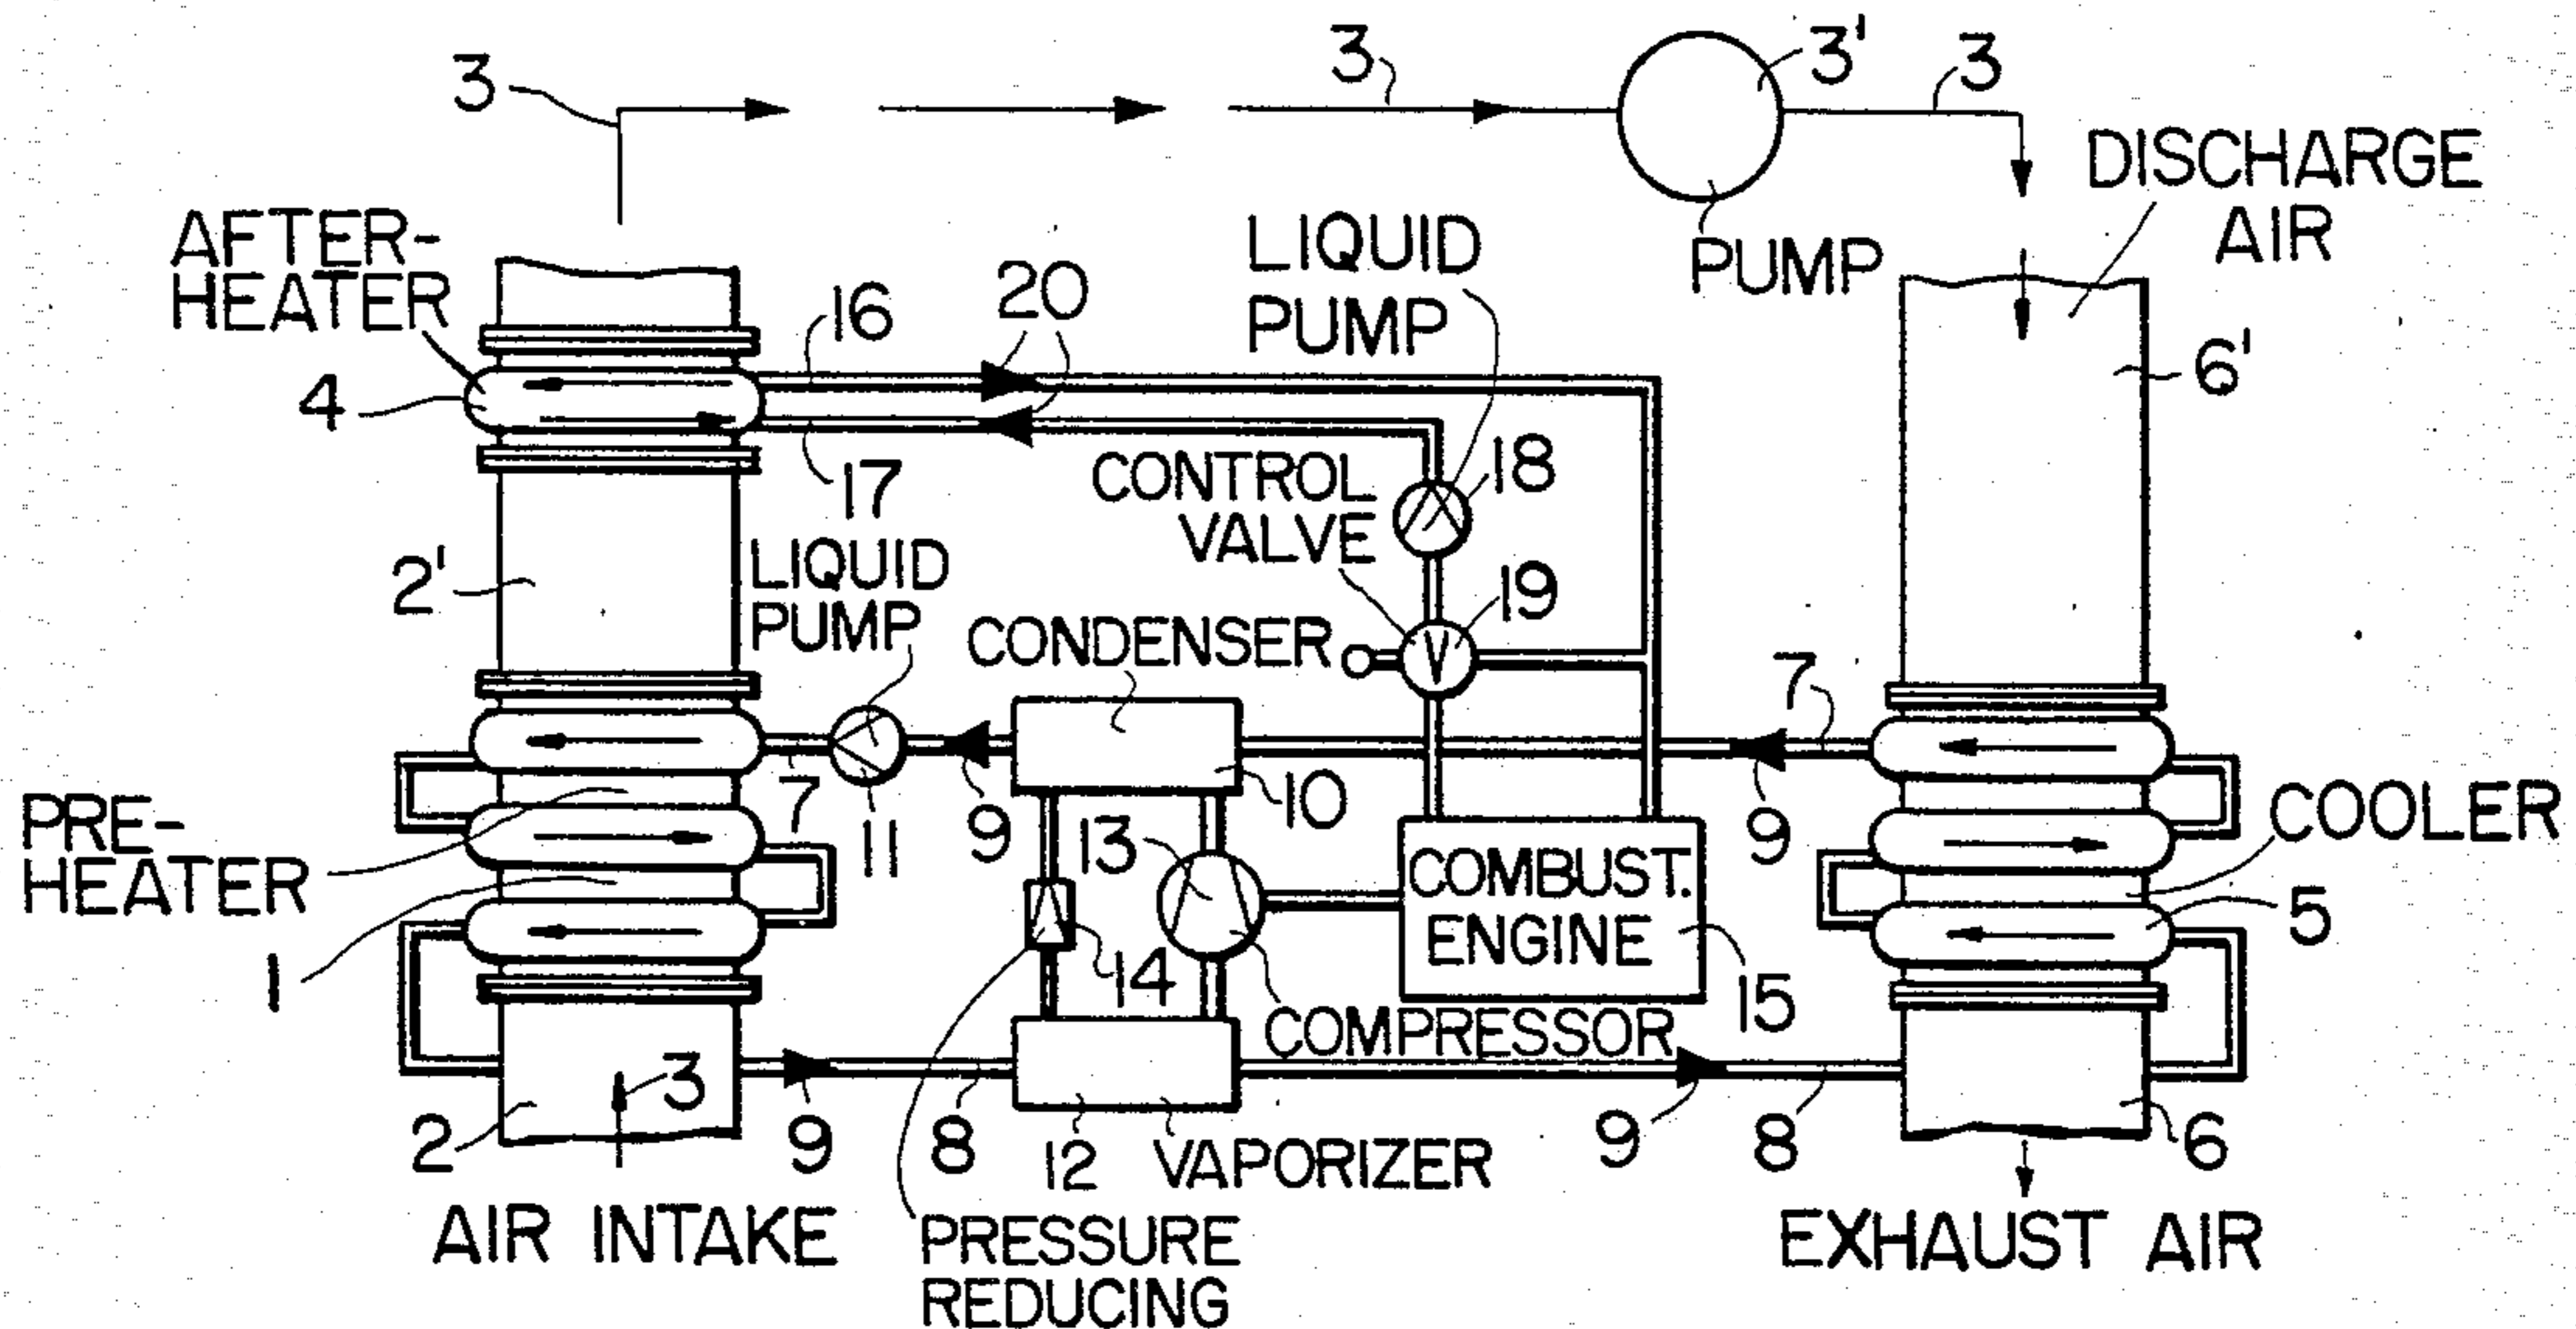 3
3
3'
3
DISCHARGE
AIR
PUMP
LIQUID
PUMP
AFTER-
HEATER
16
20
6'
4
17
CONTROL
VALVE
18
2'
LIQUID
PUMP
19
CONDENSER
7
7
11
9
10
9
13
PRE-
HEATER
COOLER
COMBUST.
ENGINE
5
1
14
15
COMPRESSOR
3
2
9
8
12
VAPORIZER
9
8
6
AIR INTAKE
PRESSURE
REDUCING
EXHAUST AIR